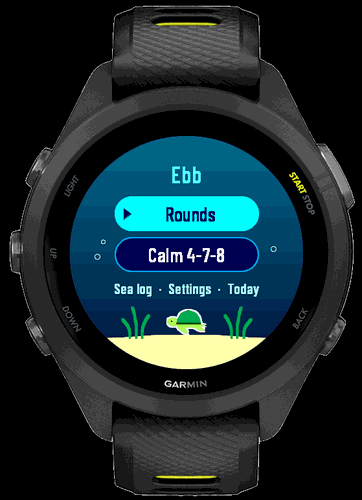 Ebb
Rounds
Calm 4-7-8
Sea log · Settings · Today
LIGHT
UP
DOWN
START STOP
BACK
GARMIN